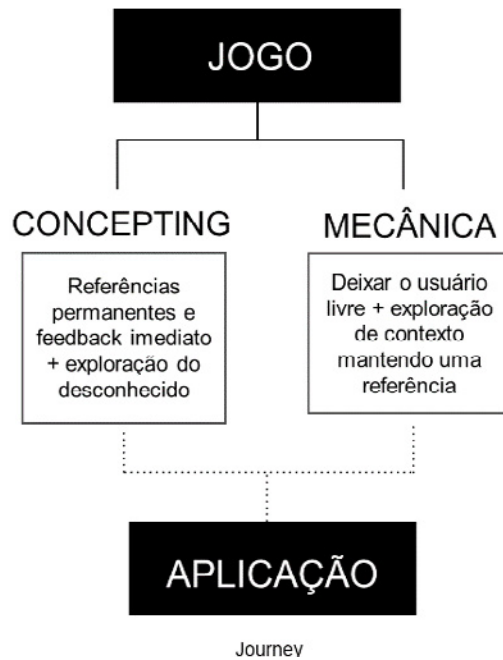 JOGO
CONCEPTING
Referências
permanentes e
feedback imediato
+ exploração do
desconhecido
MECÂNICA
Deixar o usuário
livre + exploração
de contexto
mantendo uma
referência
APLICAÇÃO
Journey